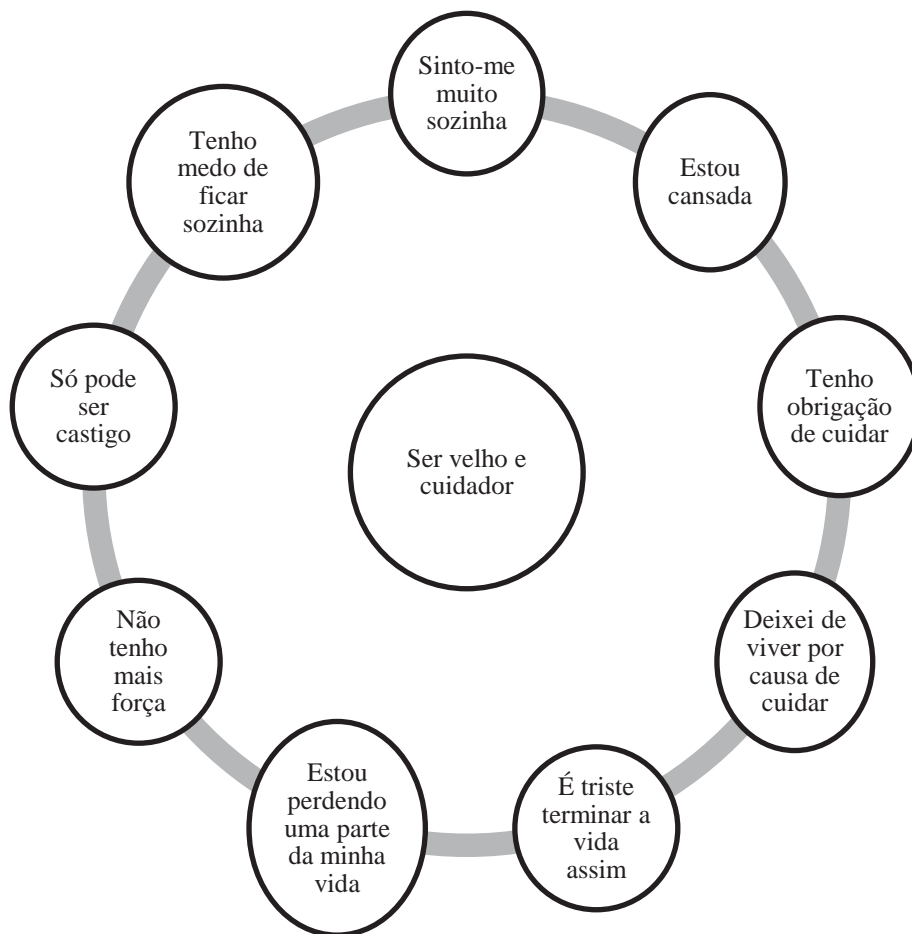 Sinto-me
muito
sozinha
Estou
cansada
Tenho
obrigação
de cuidar
Deixei de
viver por
causa de
cuidar
É triste
terminar a
vida
assim
Estou
perdendo
uma parte
da minha
vida
Não
tenho
mais
força
Só pode
ser
castigo
Tenho
medo de
ficar
sozinha
Ser velho e
cuidador